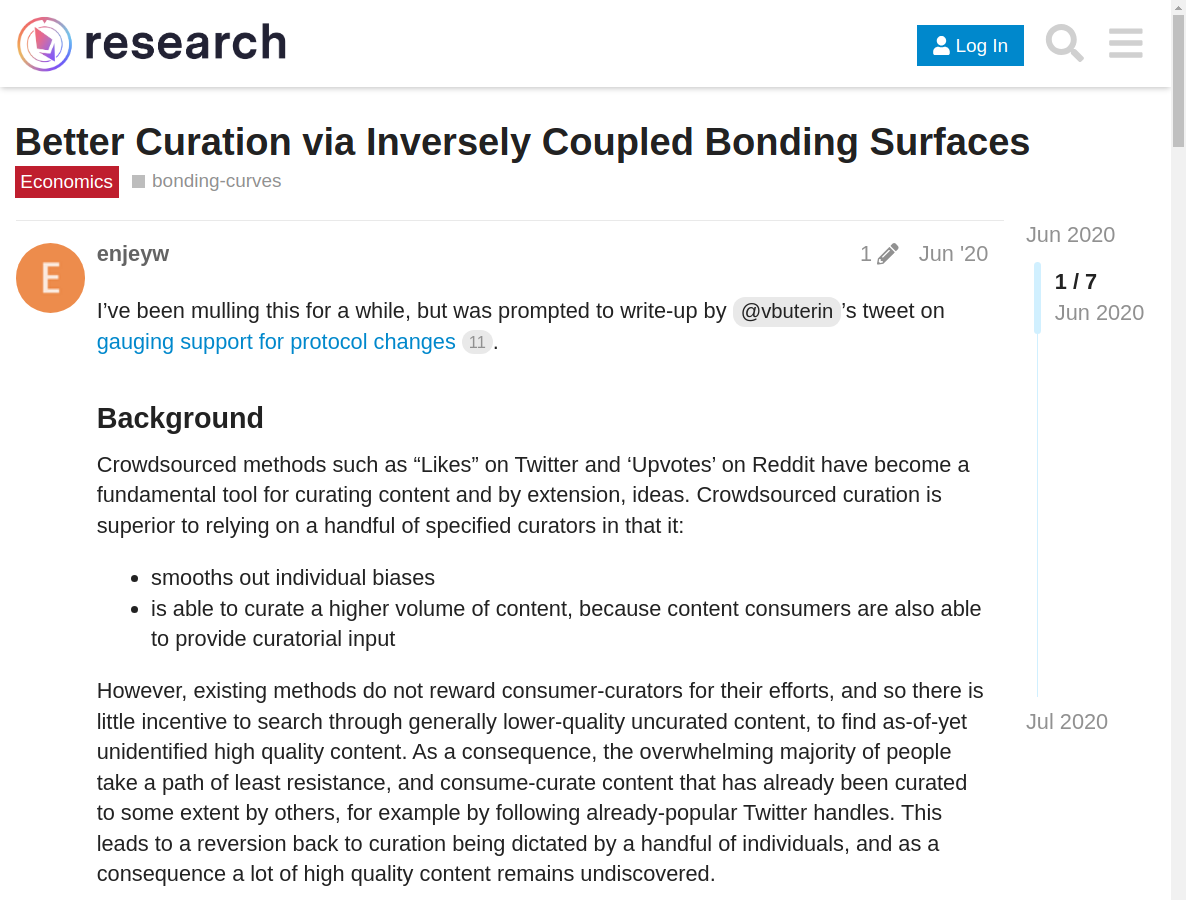 research
Log In
Better Curation via Inversely Coupled Bonding Surfaces
Economics bonding-curves
Jun 2020
E
enjeyw 1 Jun '20
1 / 7
Jun 2020
I’ve been mulling this for a while, but was prompted to write-up by @vbuterin’s tweet on
gauging support for protocol changes 11.
Background
Crowdsourced methods such as “Likes” on Twitter and ‘Upvotes’ on Reddit have become a
fundamental tool for curating content and by extension, ideas. Crowdsourced curation is
superior to relying on a handful of specified curators in that it:
• smooths out individual biases
• is able to curate a higher volume of content, because content consumers are also able
to provide curatorial input
However, existing methods do not reward consumer-curators for their efforts, and so there is
little incentive to search through generally lower-quality uncurated content, to find as-of-yet
unidentified high quality content. As a consequence, the overwhelming majority of people
take a path of least resistance, and consume-curate content that has already been curated
to some extent by others, for example by following already-popular Twitter handles. This
leads to a reversion back to curation being dictated by a handful of individuals, and as a
consequence a lot of high quality content remains undiscovered.
Jul 2020